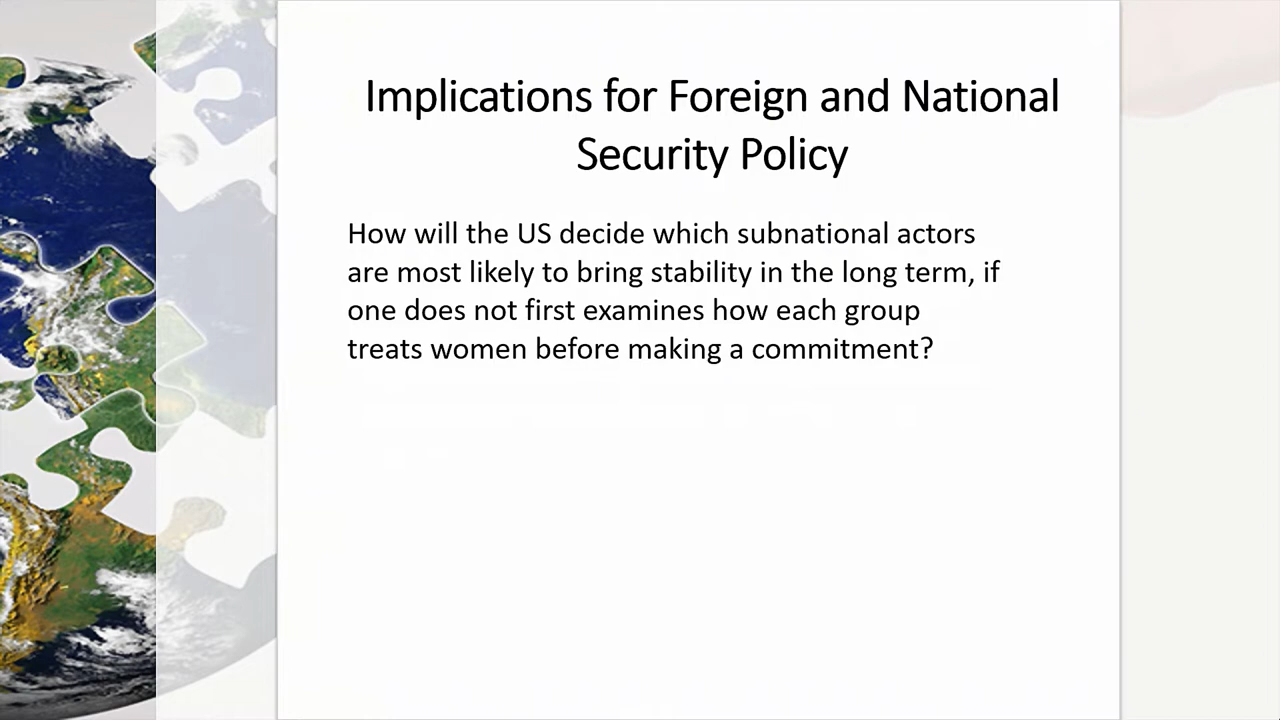 Implications for Foreign and National
Security Policy
How will the US decide which subnational actors
are most likely to bring stability in the long term, if
one does not first examines how each group
treats women before making a commitment?